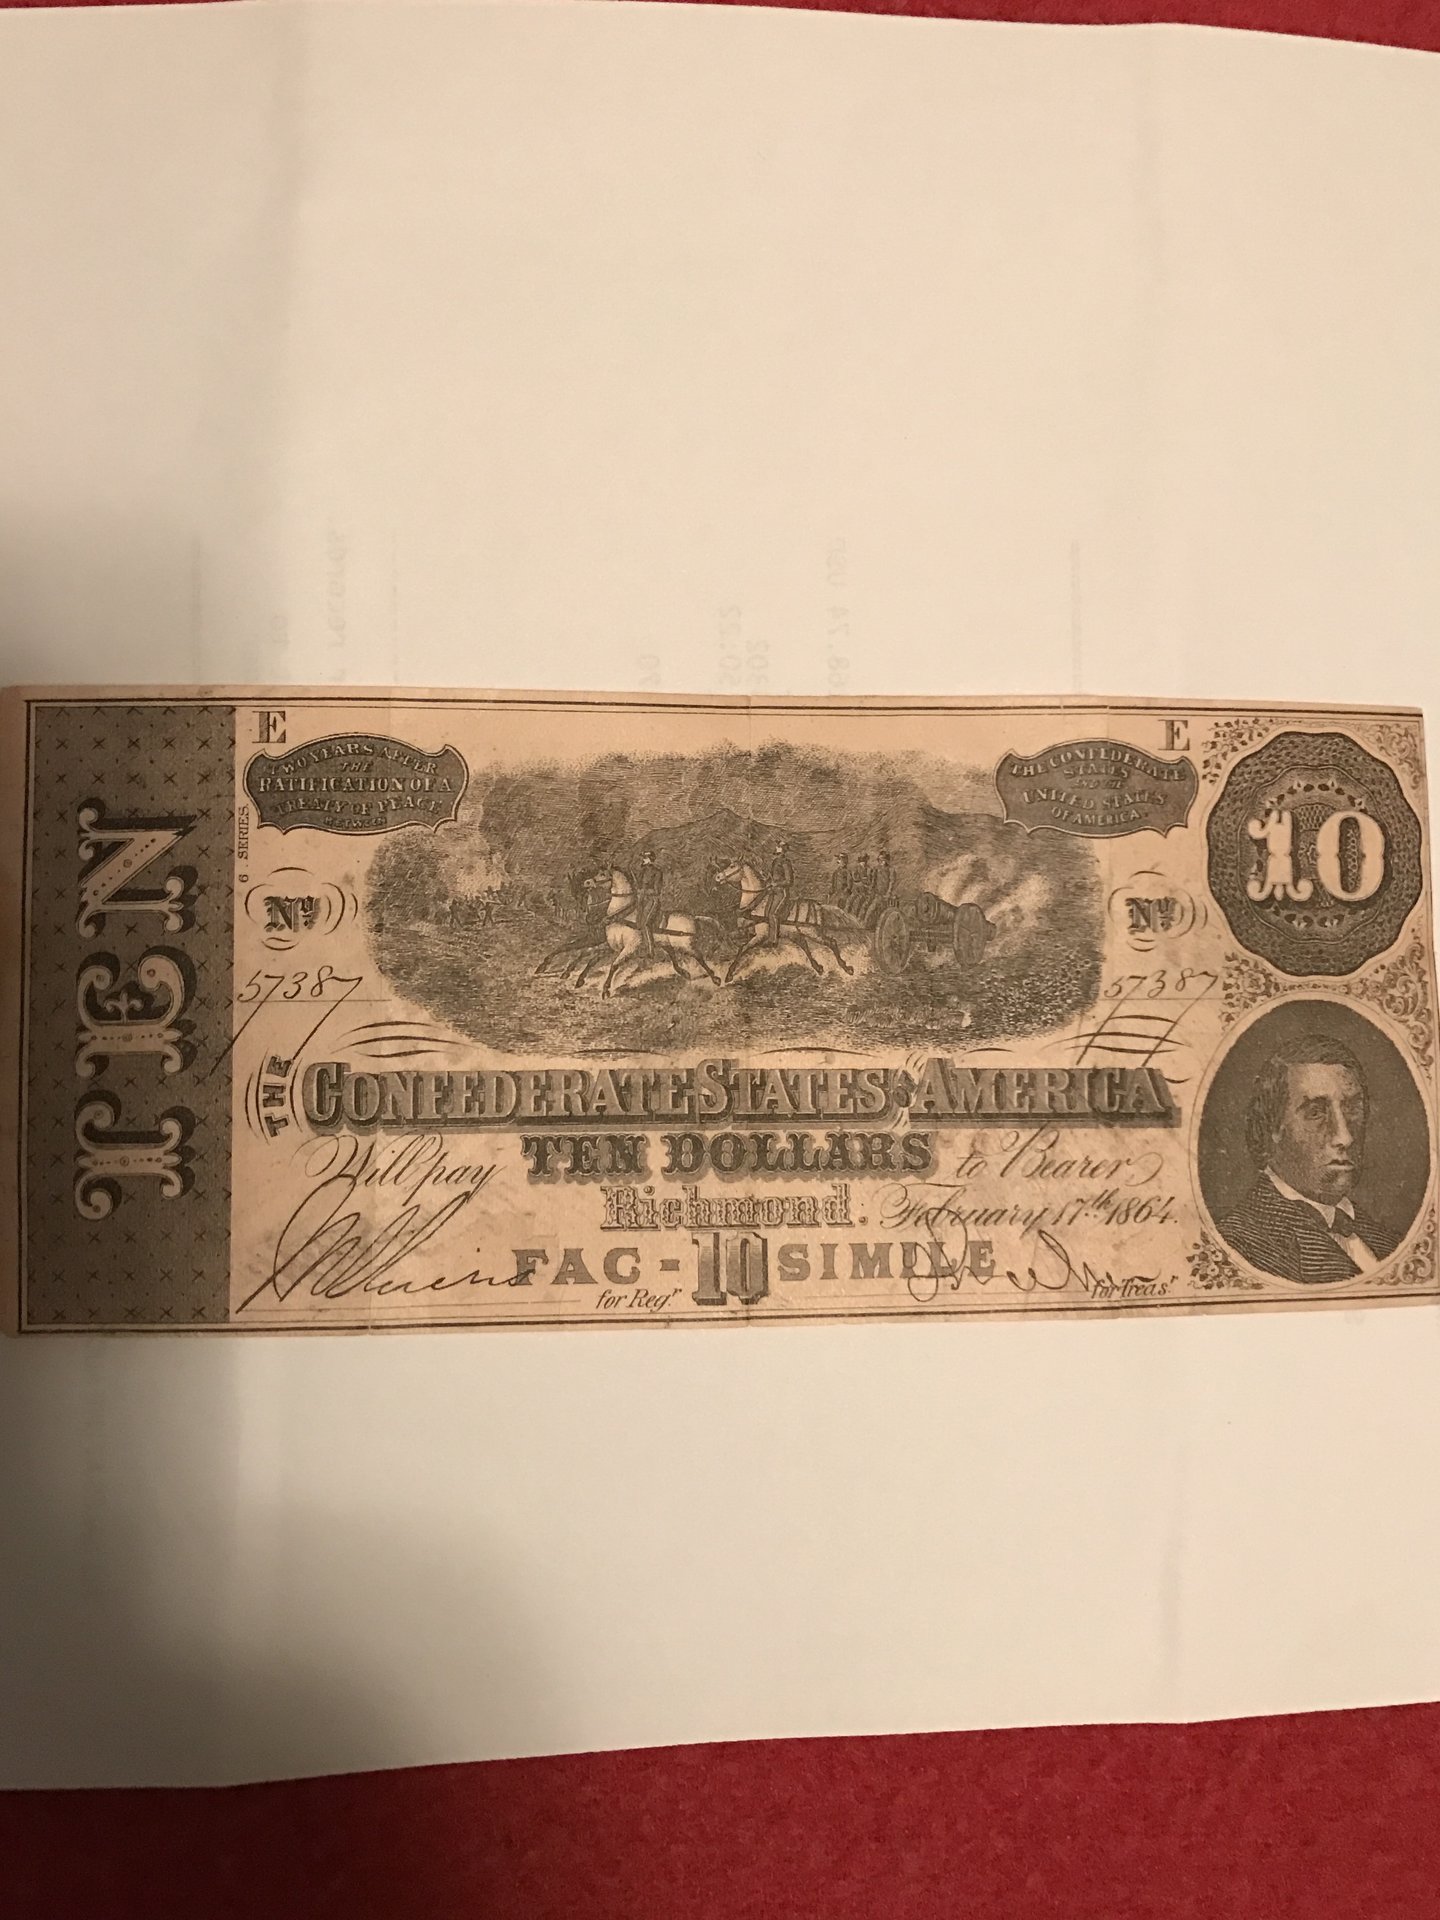 E
E
TWO YEARS AFTER
THE
RATIFICATION OF A
TREATY OF PEACE
BETWEEN
THE CONFEDERATE
STATES
AND THE
UNITED STATES
OF AMERICA.
6 SERIES.
TEN
10
No
No
57387
57387
THE CONFEDERATE STATES OF AMERICA
Will pay TEN DOLLARS to Bearer
Richmond. February 17th 1864.
FAC-10 SIMILE
for Regr.
for Treasr.